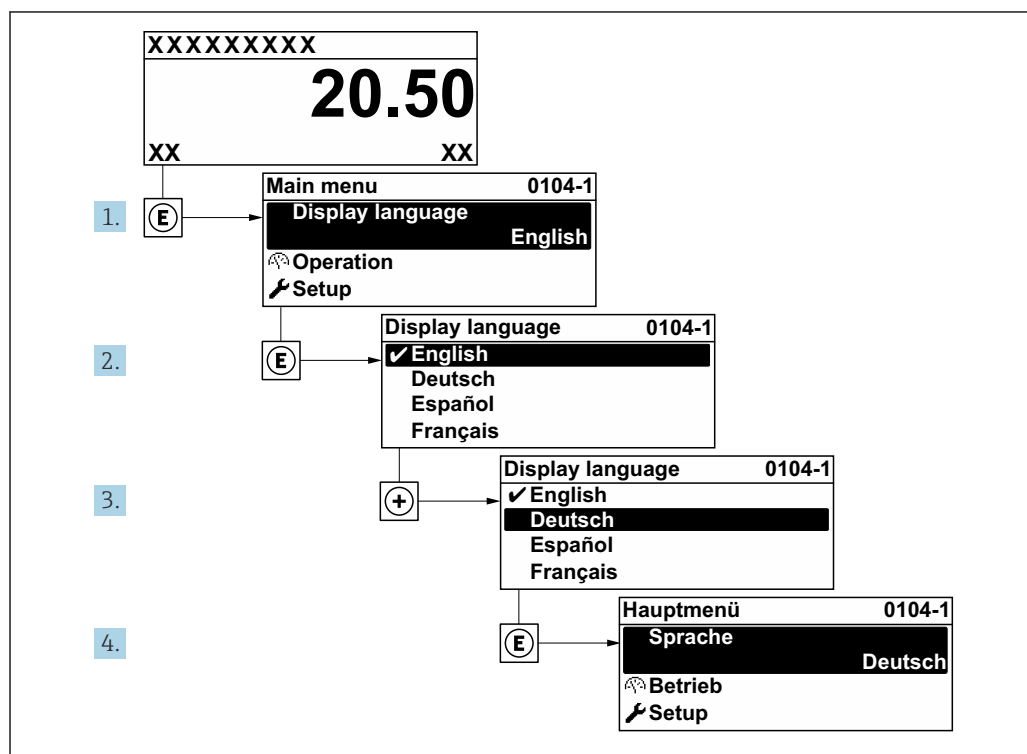 XXXXXXXXX
20.50
XX XX
1.
E
Main menu 0104-1
Display language
English
Operation
Setup
2.
E
Display language 0104-1
✔ English
Deutsch
Español
Français
3.
+
Display language 0104-1
✔ English
Deutsch
Español
Français
4.
E
Hauptmenü 0104-1
Sprache
Deutsch
Betrieb
Setup